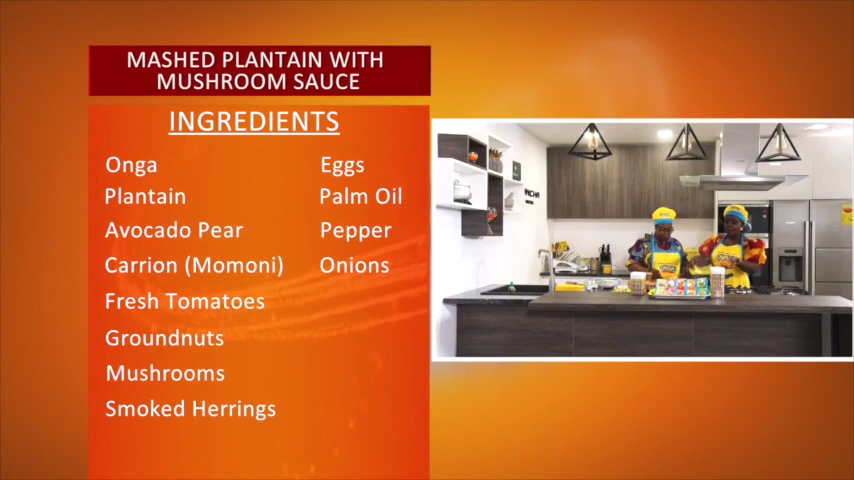 MASHED PLANTAIN WITH
MUSHROOM SAUCE
INGREDIENTS
Onga
Plantain
Avocado Pear
Carrion (Momoni)
Fresh Tomatoes
Groundnuts
Mushrooms
Smoked Herrings
Eggs
Palm Oil
Pepper
Onions